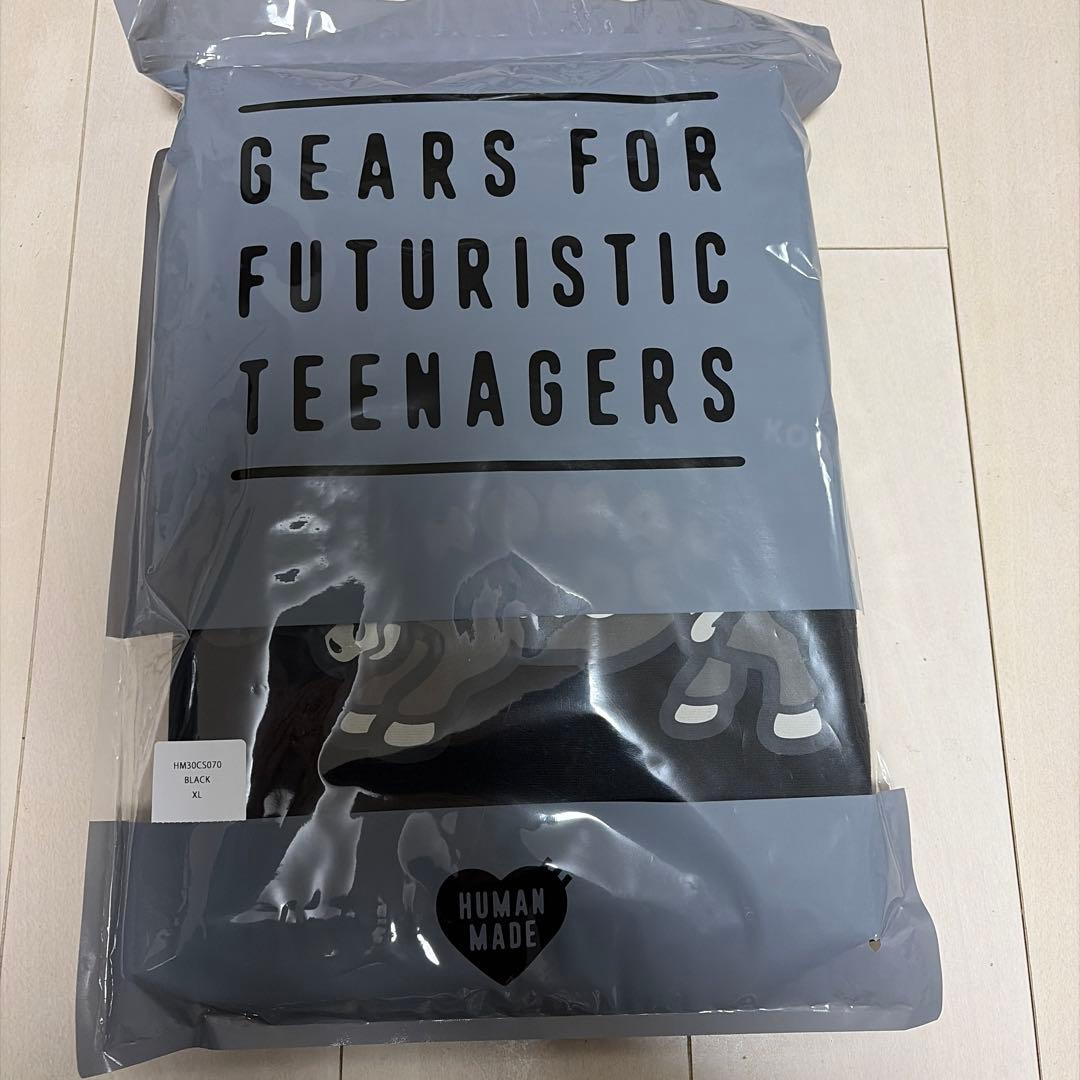 GEARS FOR
FUTURISTIC
TEENAGERS
HM30CS070
BLACK
XL
HUMAN
MADE